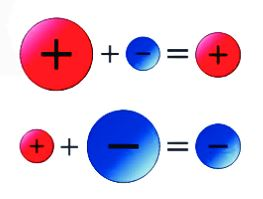 + + − = +
+ + − = −